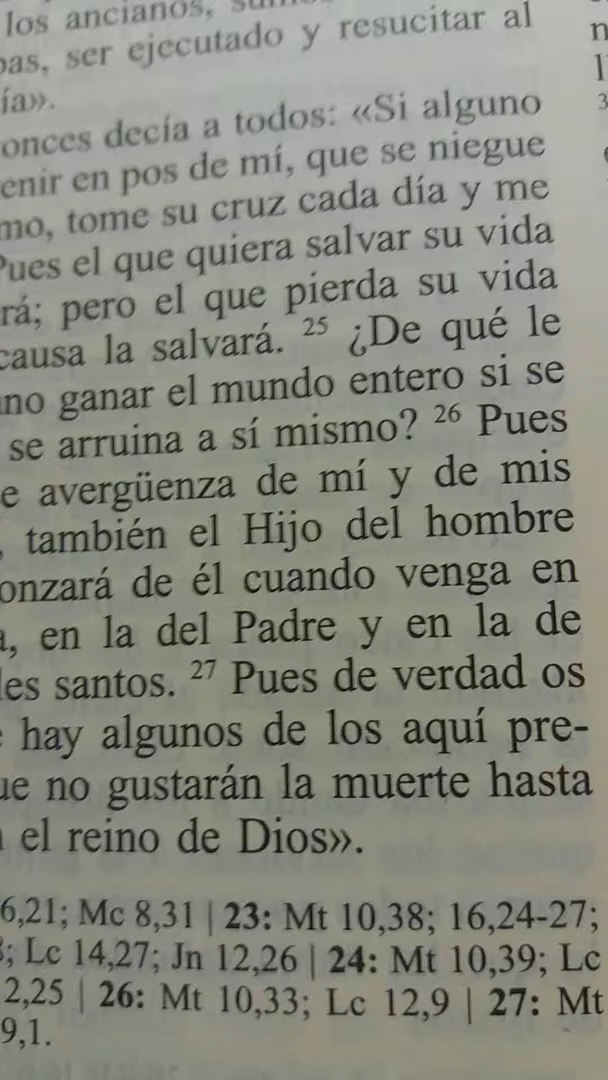 los ancianos,
pas, ser ejecutado y resucitar al
ía».
onces decía a todos: «Si alguno
enir en pos de mí, que se niegue
mo, tome su cruz cada día y me
Pues el que quiera salvar su vida
rá; pero el que pierda su vida
causa la salvará. 25 ¿De qué le
uno ganar el mundo entero si se
se arruina a sí mismo? 26 Pues
e avergüenza de mí y de mis
, también el Hijo del hombre
onzará de él cuando venga en
a, en la del Padre y en la de
les santos. 27 Pues de verdad os
e hay algunos de los aquí pre-
ue no gustarán la muerte hasta
n el reino de Dios».
6,21; Mc 8,31 | 23: Mt 10,38; 16,24-27;
; Lc 14,27; Jn 12,26 | 24: Mt 10,39; Lc
2,25 | 26: Mt 10,33; Lc 12,9 | 27: Mt
9,1.